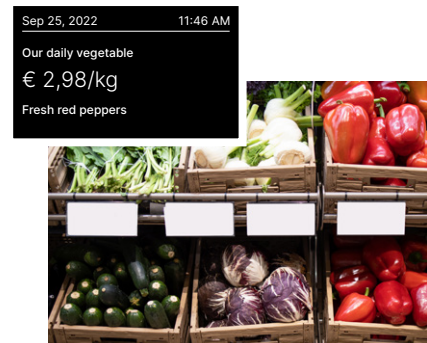 Sep 25, 2022 11:46 AM
Our daily vegetable
€ 2,98/kg
Fresh red peppers